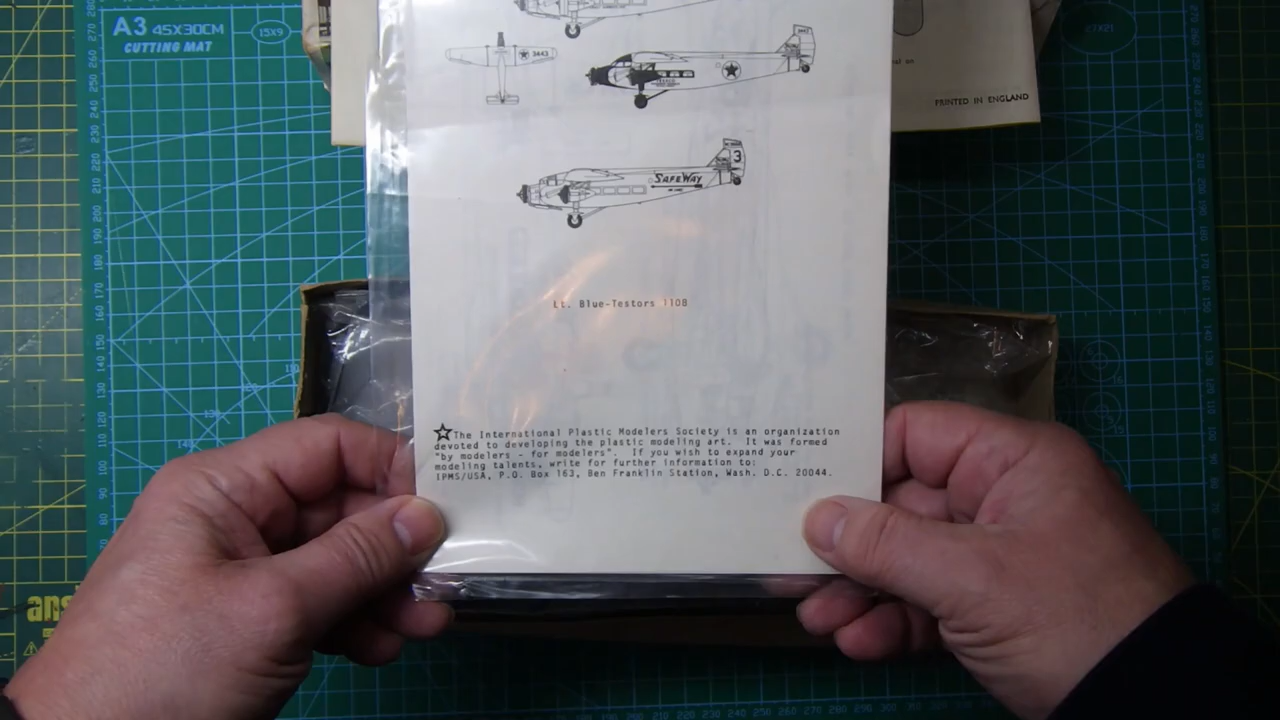 A3 45X30CM
CUTTING MAT
15X9
27X21
PRINTED IN ENGLAND
3443
3
SAFEWAY
Lt. Blue-Testors 110B
The International Plastic Modelers Society is an organization
devoted to developing the plastic modeling art. It was formed
"by modelers - for modelers". If you wish to expand your
modeling talents, write for further information to:
IPMS/USA, P.O. Box 163, Ben Franklin Station, Wash. D.C. 20044.